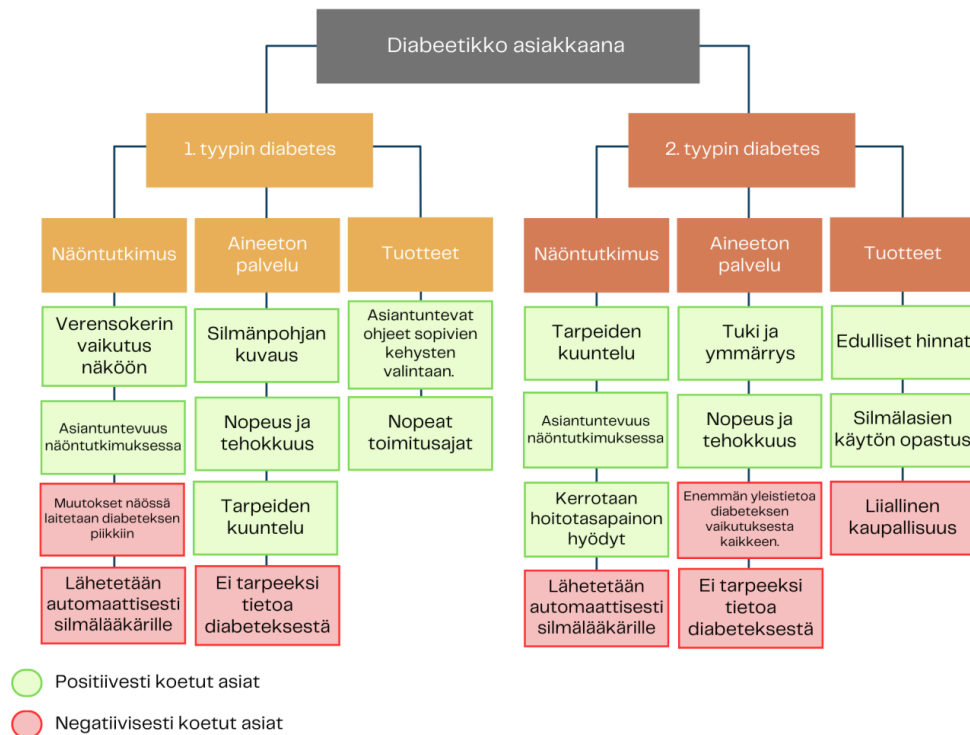 Diabeetikko asiakkaana
1. tyypin diabetes
2. tyypin diabetes
Näöntutkimus
Aineeton
palvelu
Tuotteet
Näöntutkimus
Aineeton
palvelu
Tuotteet
Verensokerin
vaikutus
näköön
Silmänpohjan
kuvaus
Asiantuntevat
ohjeet sopivien
kehysten
valintaan.
Tarpeiden
kuuntelu
Tuki ja
ymmärrys
Edulliset hinnat
Asiantuntevuus
näöntutkimuksessa
Nopeus ja
tehokkuus
Nopeat
toimitusajat
Asiantuntevuus
näöntutkimuksessa
Nopeus ja
tehokkuus
Silmälasien
käytön opastus
Muutokset näössä
laitetaan diabeteksen
piikkiin
Tarpeiden
kuuntelu
Kerrotaan
hoitotasapainon
hyödyt
Enemmän yleistietoa
diabeteksen
vaikutuksesta
kaikkeen.
Liiallinen
kaupallisuus
Lähetetään
automaattisesti
silmälääkärille
Ei tarpeeksi
tietoa
diabeteksestä
Lähetetään
automaattisesti
silmälääkärille
Ei tarpeeksi
tietoa
diabeteksestä
Positiivesti koetut asiat
Negatiivisesti koetut asiat